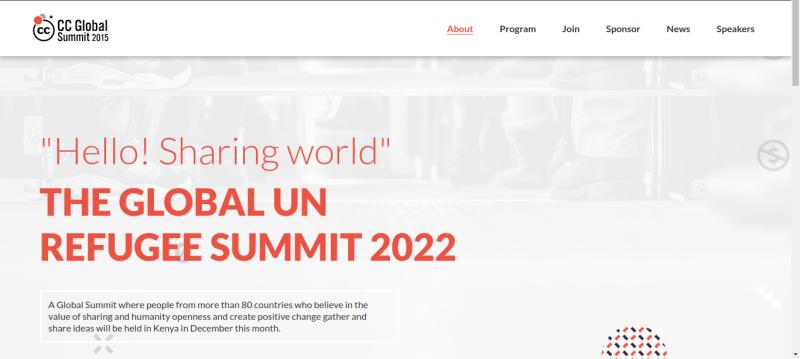 CC Global
Summit 2015
About Program Join Sponsor News Speakers
"Hello! Sharing world"
THE GLOBAL UN
REFUGEE SUMMIT 2022
A Global Summit where people from more than 80 countries who believe in the
value of sharing and humanity openness and create positive change gather and
share ideas will be held in Kenya in December this month.